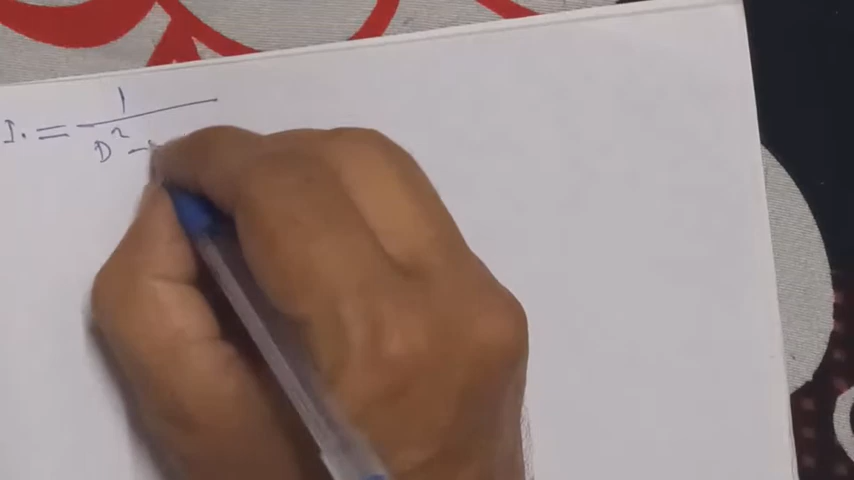 I. = 1
D² -